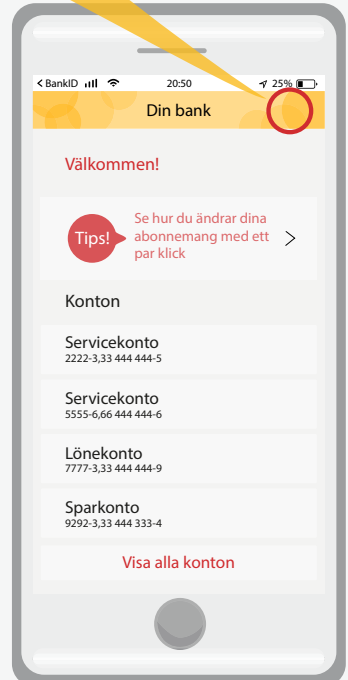 < BankID 20:50 25%
Din bank
Välkommen!
Tips!
Se hur du ändrar dina
abonnemang med ett
par klick
Konton
Servicekonto
2222-3,33 444 444-5
Servicekonto
5555-6,66 444 444-6
Lönekonto
7777-3,33 444 444-9
Sparkonto
9292-3,33 444 333-4
Visa alla konton